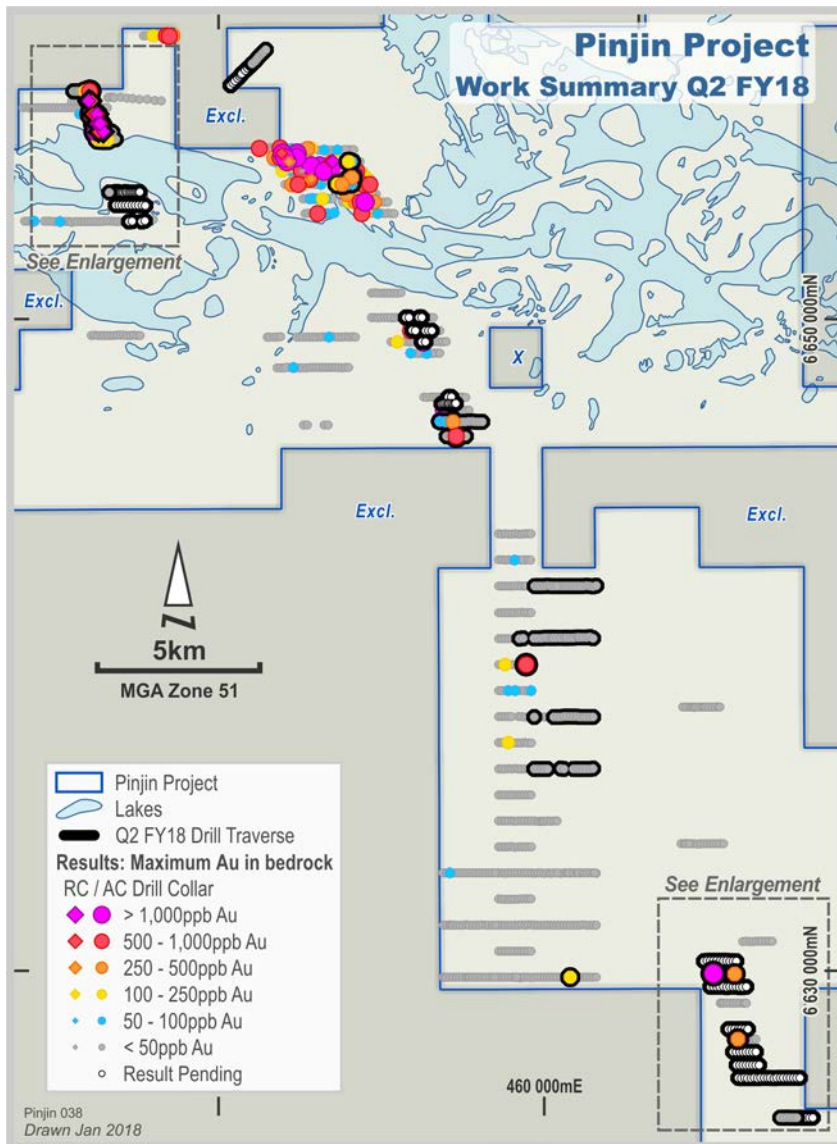 Pinjin Project
Work Summary Q2 FY18
Excl.
See Enlargement
Excl.
6 650 000mN
X
Excl.
Excl.
N
5km
MGA Zone 51
Pinjin Project
Lakes
Q2 FY18 Drill Traverse
Results: Maximum Au in bedrock
RC / AC Drill Collar
> 1,000ppb Au
500 - 1,000ppb Au
250 - 500ppb Au
100 - 250ppb Au
50 - 100ppb Au
< 50ppb Au
Result Pending
See Enlargement
6 630 000mN
460 000mE
Pinjin 038
Drawn Jan 2018